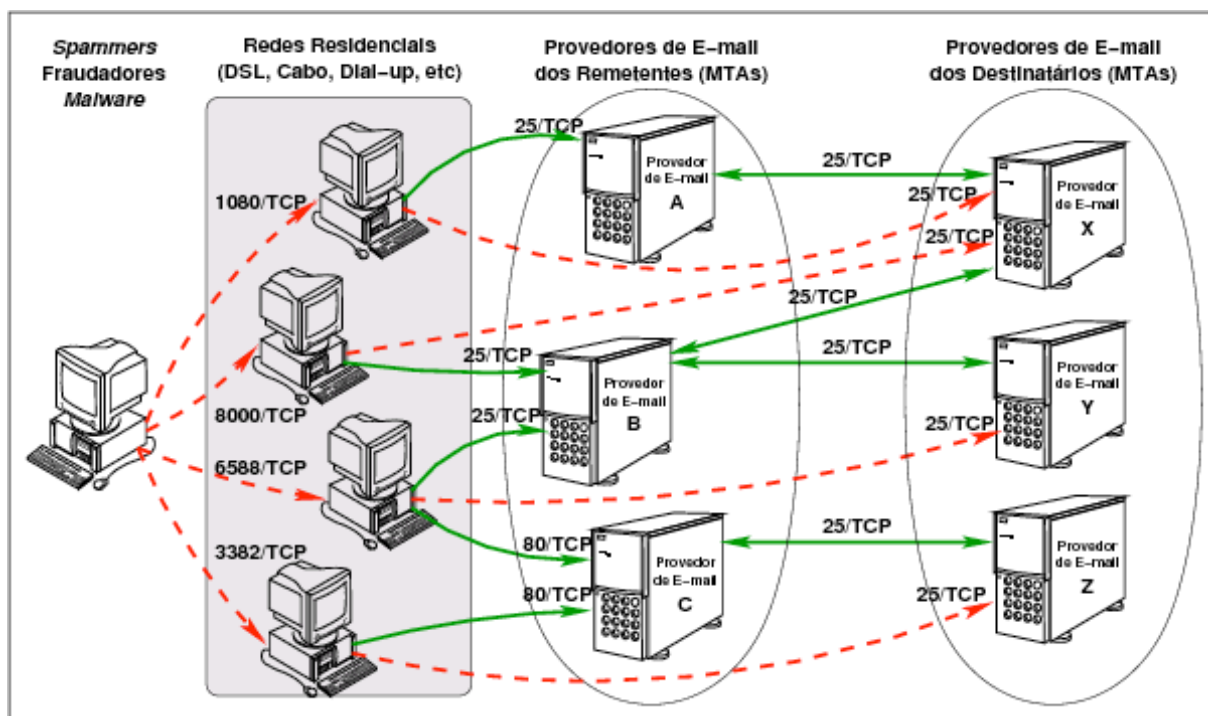 Spammers
Fraudadores
Malware
Redes Residenciais
(DSL, Cabo, Dial-up, etc)
Provedores de E-mail
dos Remetentes (MTAs)
Provedores de E-mail
dos Destinatários (MTAs)
25/TCP
Provedor
de E-mail
A
25/TCP
Provedor
de E-mail
X
1080/TCP
25/TCP
25/TCP
25/TCP
25/TCP
25/TCP
Provedor
de E-mail
B
Provedor
de E-mail
Y
8000/TCP
25/TCP
25/TCP
6588/TCP
25/TCP
3382/TCP
80/TCP
Provedor
de E-mail
C
Provedor
de E-mail
Z
80/TCP
25/TCP